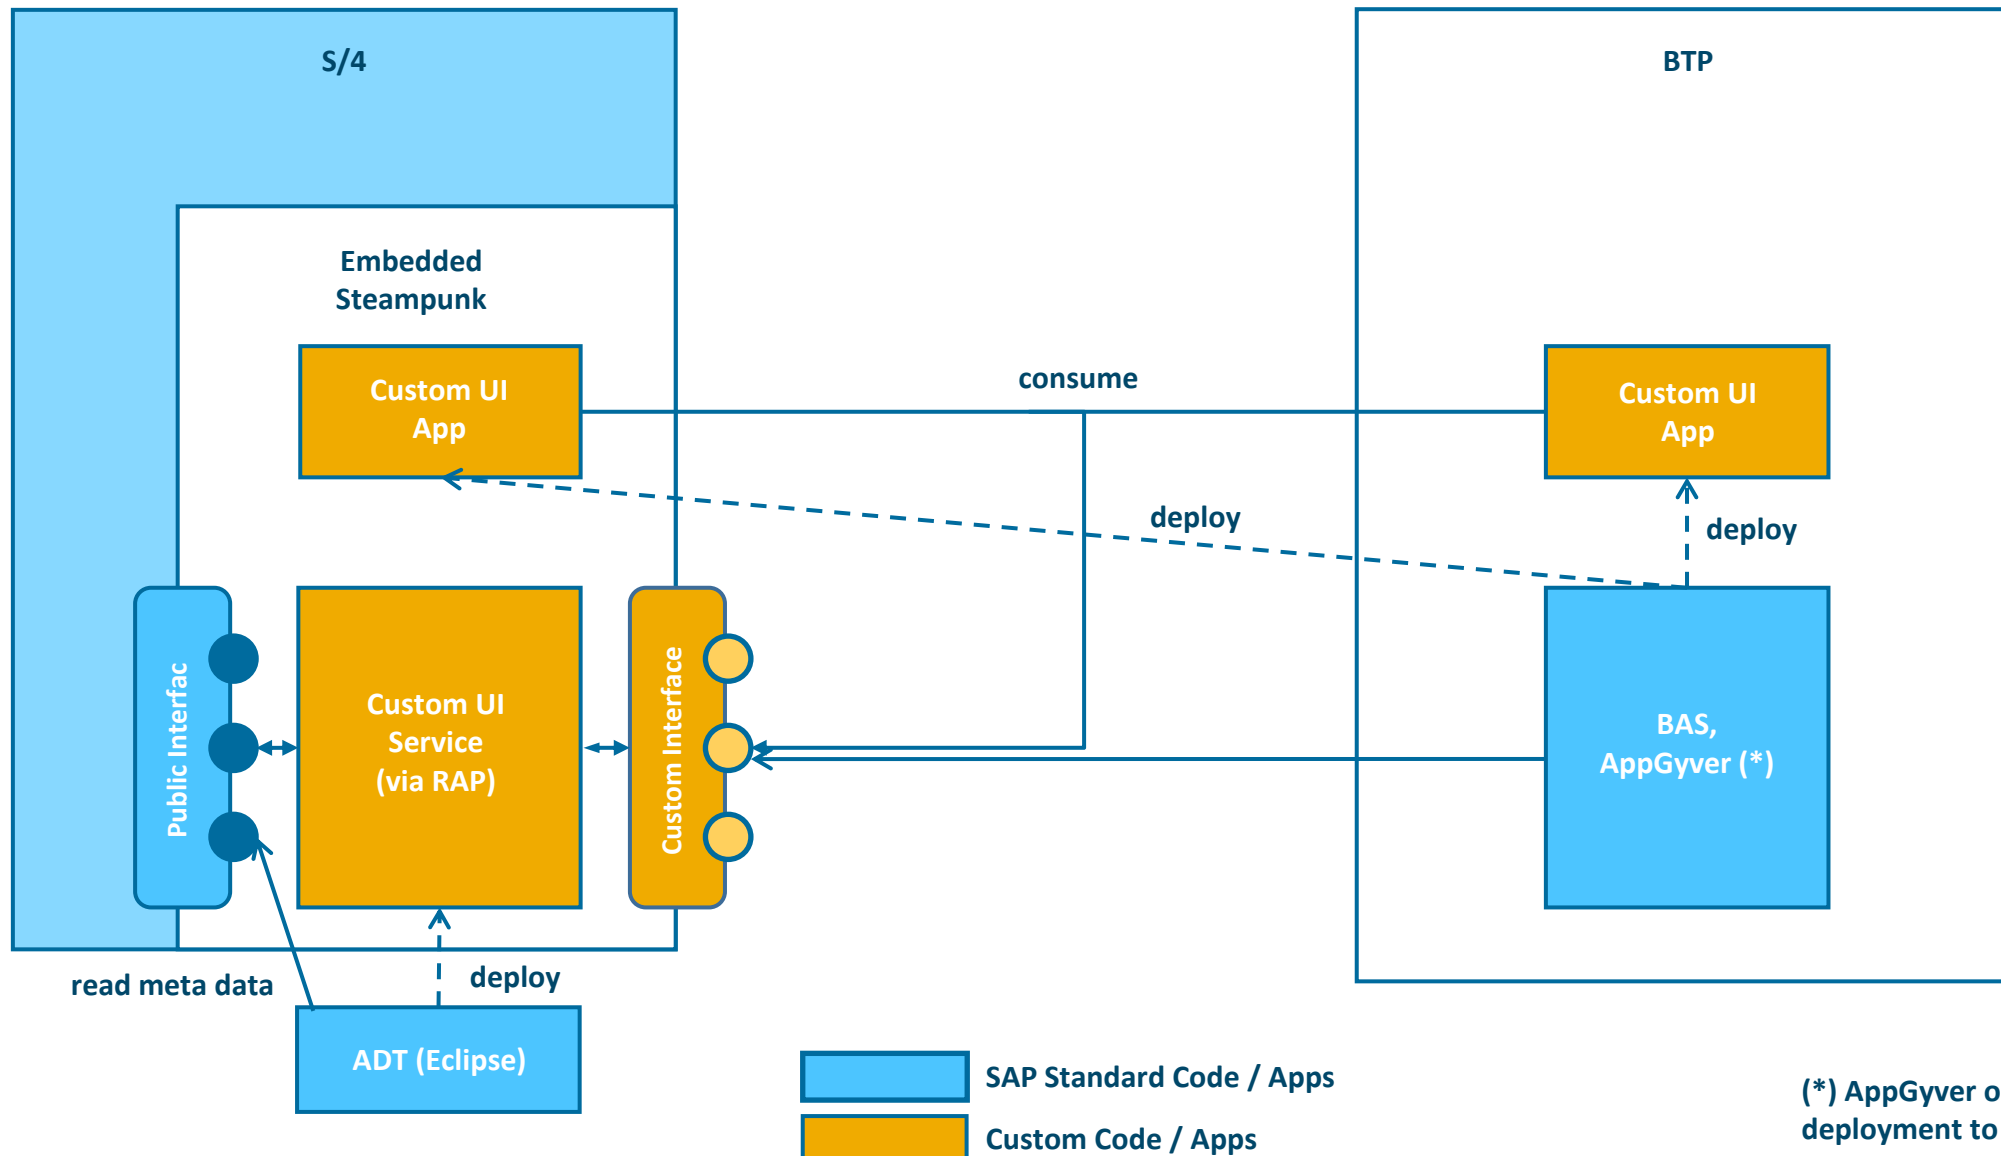 S/4
BTP
Embedded
Steampunk
Custom UI
App
consume
Custom UI
App
deploy
deploy
Public Interfac
Custom UI
Service
(via RAP)
Custom Interface
BAS,
AppGyver (*)
read meta data
deploy
ADT (Eclipse)
SAP Standard Code / Apps
Custom Code / Apps
(*) AppGyver o
deployment to